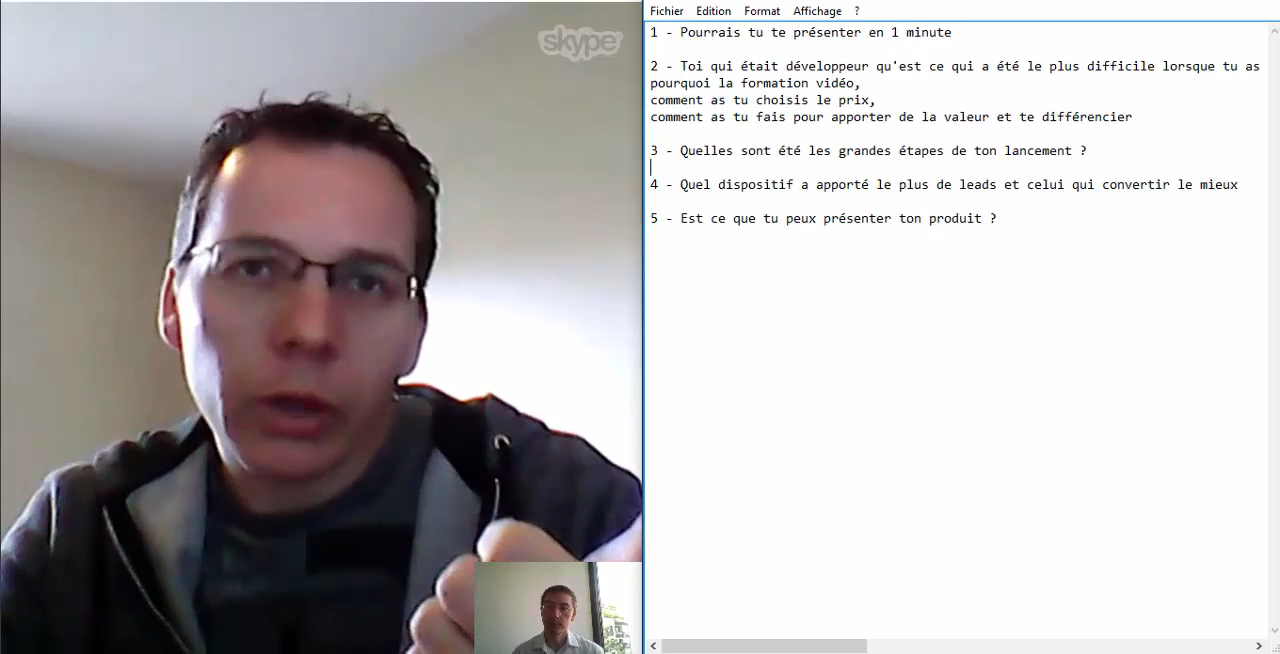 skype
Fichier Edition Format Affichage ?
1 - Pourrais tu te présenter en 1 minute
2 - Toi qui était développeur qu'est ce qui a été le plus difficile lorsque tu as
pourquoi la formation vidéo,
comment as tu choisis le prix,
comment as tu fais pour apporter de la valeur et te différencier
3 - Quelles sont été les grandes étapes de ton lancement ?
4 - Quel dispositif a apporté le plus de leads et celui qui convertir le mieux
5 - Est ce que tu peux présenter ton produit ?